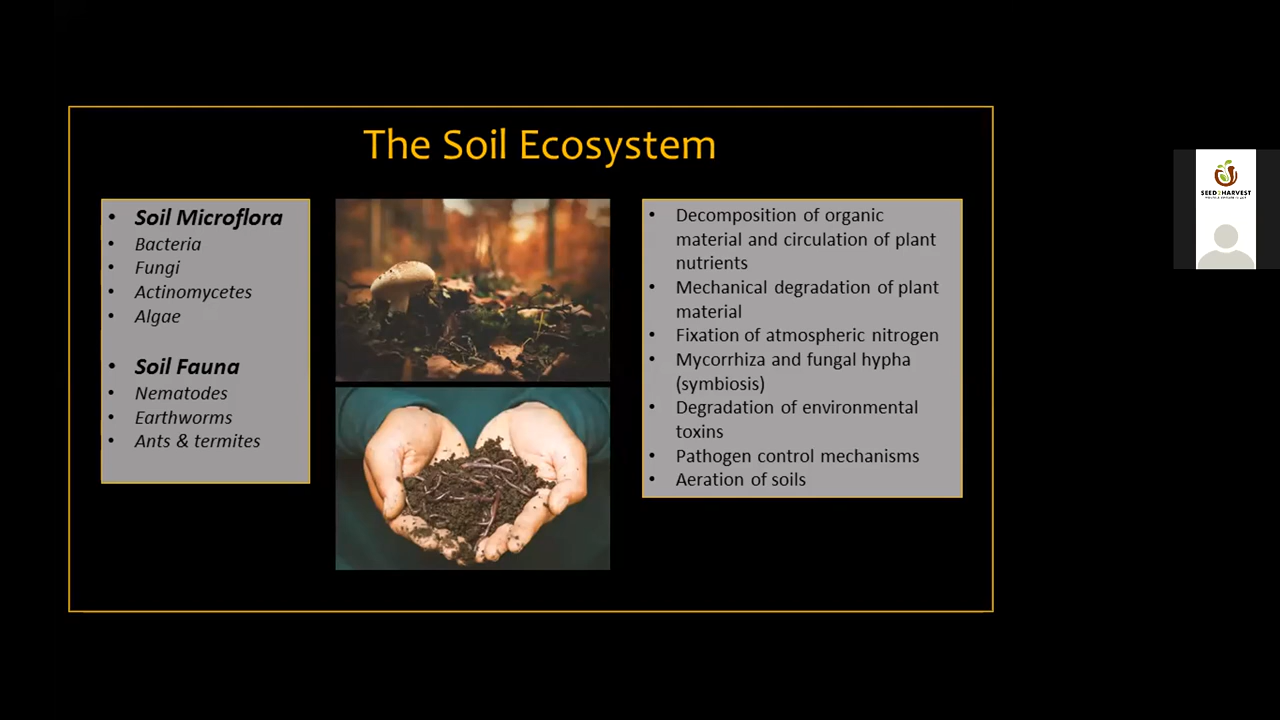 The Soil Ecosystem
• Soil Microflora
• Bacteria
• Fungi
• Actinomycetes
• Algae
• Soil Fauna
• Nematodes
• Earthworms
• Ants & termites
• Decomposition of organic
material and circulation of plant
nutrients
• Mechanical degradation of plant
material
• Fixation of atmospheric nitrogen
• Mycorrhiza and fungal hypha
(symbiosis)
• Degradation of environmental
toxins
• Pathogen control mechanisms
• Aeration of soils
SEED2HARVEST